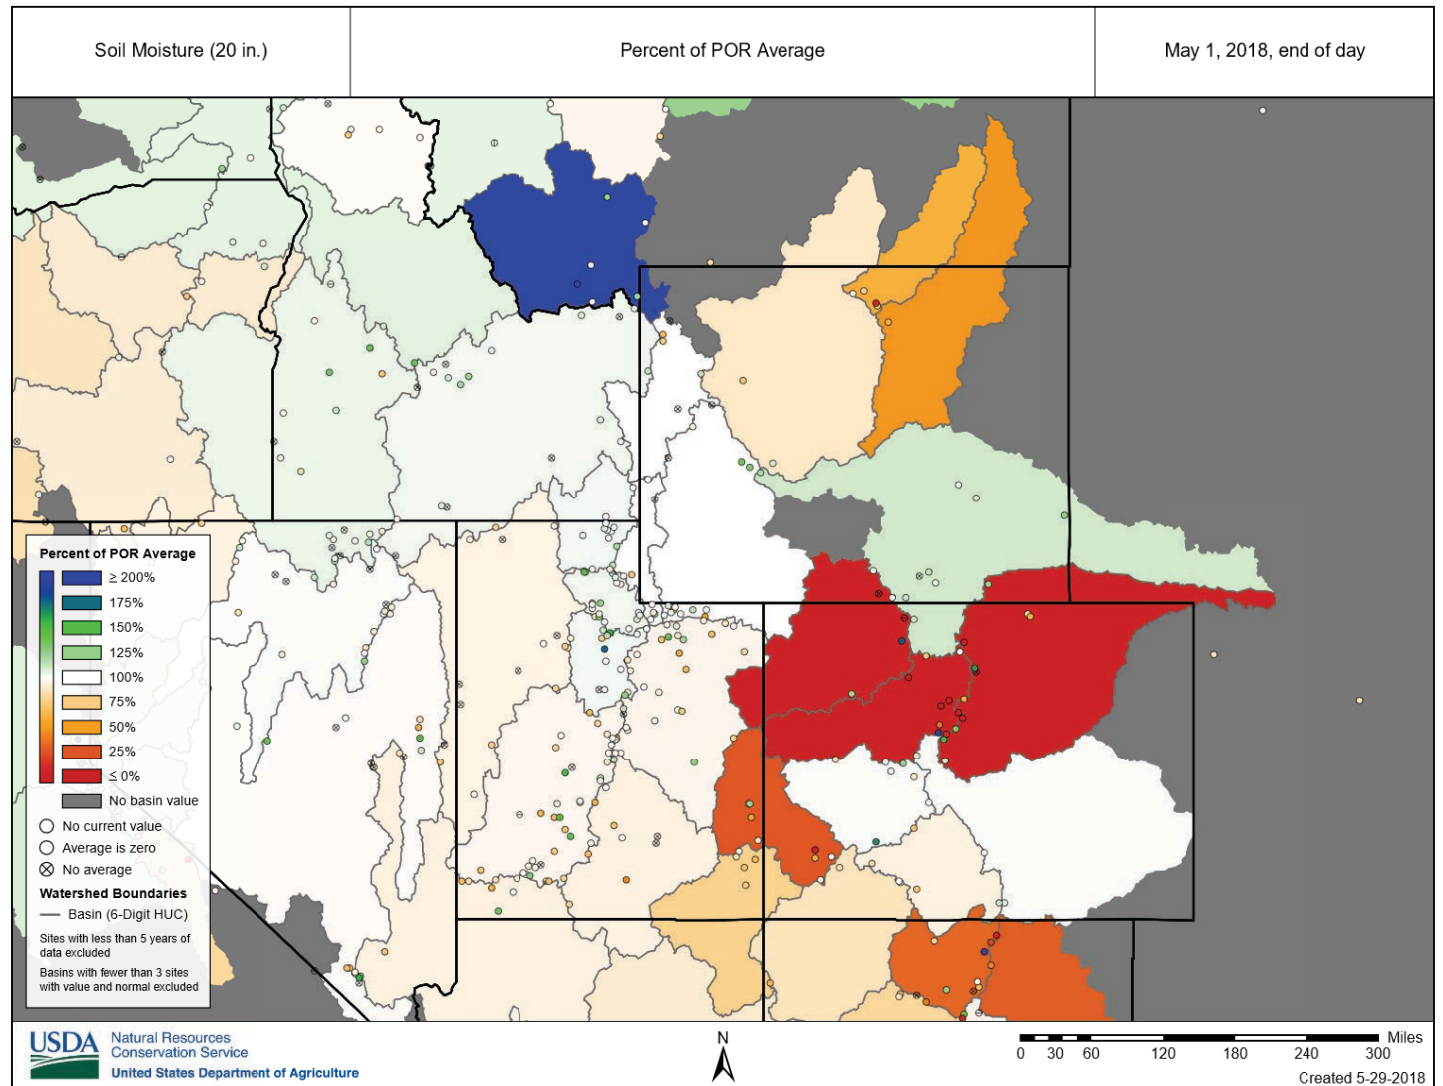 Soil Moisture (20 in.)
Percent of POR Average
May 1, 2018, end of day
Percent of POR Average
≥ 200%
175%
150%
125%
100%
75%
50%
25%
≤ 0%
No basin value
No current value
Average is zero
No average
Watershed Boundaries
Basin (6-Digit HUC)
Sites with less than 5 years of
data excluded
Basins with fewer than 3 sites
with value and normal excluded
USDA
Natural Resources
Conservation Service
United States Department of Agriculture
N
Miles
0 30 60 120 180 240 300
Created 5-29-2018